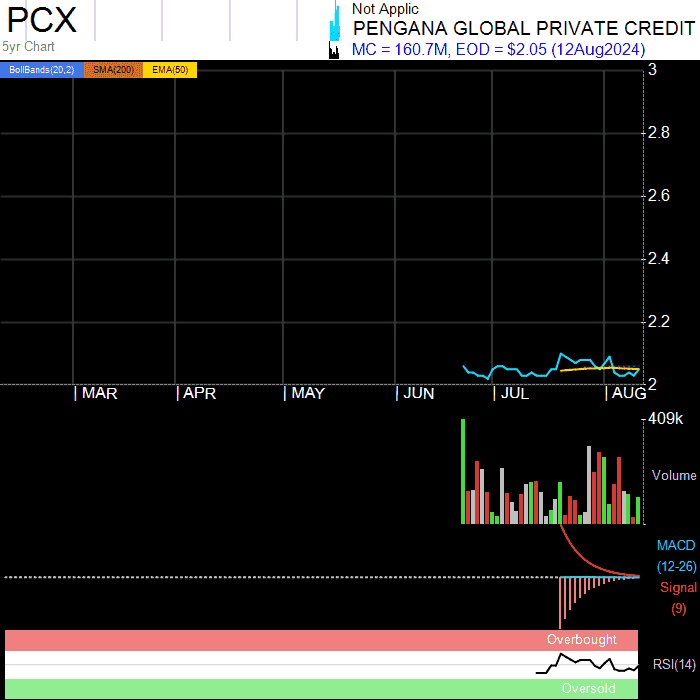 PCX
Not Applic
PENGANA GLOBAL PRIVATE CREDIT
5yr Chart
MC = 160.7M, EOD = $2.05 (12Aug2024)
BollBands(20,2) SMA(200) EMA(50)
3
2.8
2.6
2.4
2.2
2
| MAR | APR | MAY | JUN | JUL | AUG
409k
Volume
MACD
(12-26)
Signal
(9)
Overbought
RSI(14)
Oversold